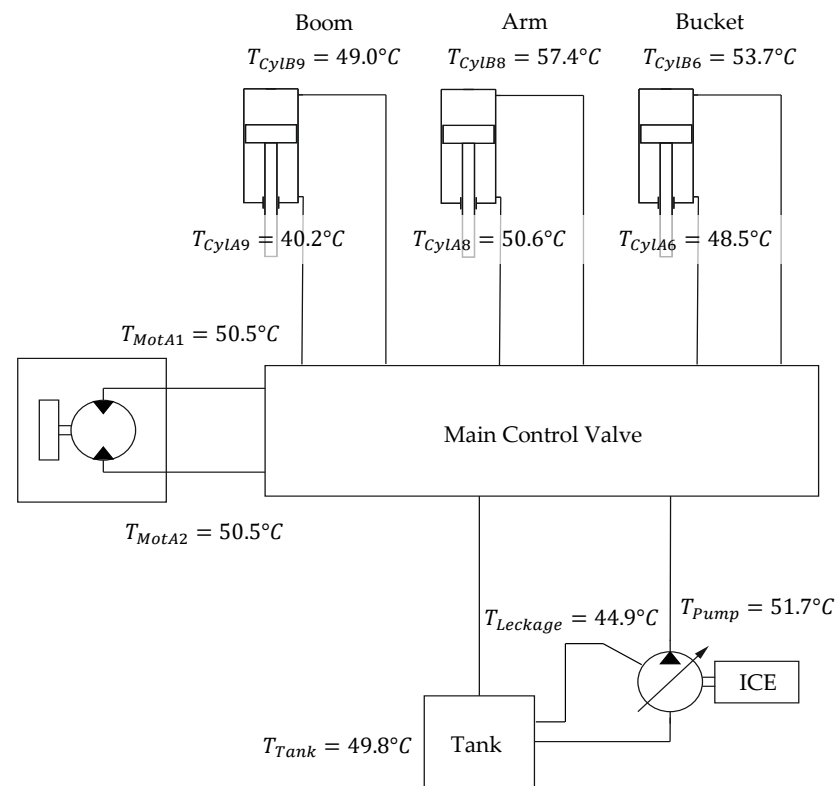 Boom Arm Bucket
T_CylB9 = 49.0°C T_CylB8 = 57.4°C T_CylB6 = 53.7°C
T_CylA9 = 40.2°C T_CylA8 = 50.6°C T_CylA6 = 48.5°C
T_MotA1 = 50.5°C
Main Control Valve
T_MotA2 = 50.5°C
T_Leckage = 44.9°C T_Pump = 51.7°C
ICE
T_Tank = 49.8°C Tank